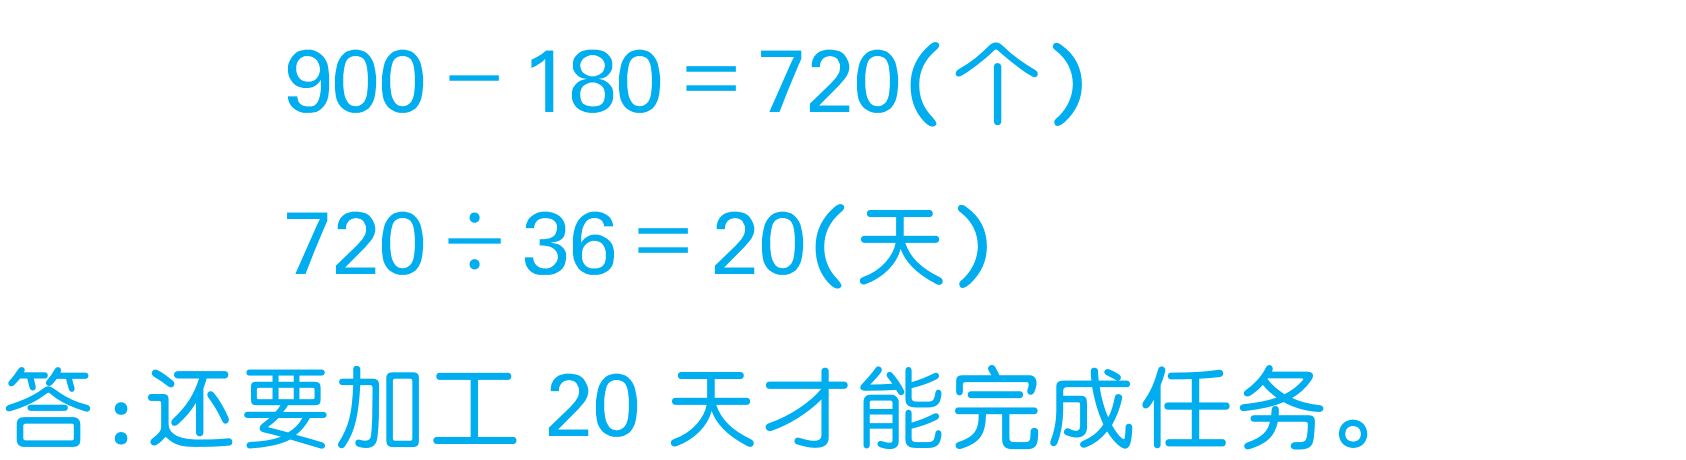 900 − 180 = 720(个)
720 ÷ 36 = 20(天)
答:还要加工 20 天才能完成任务。